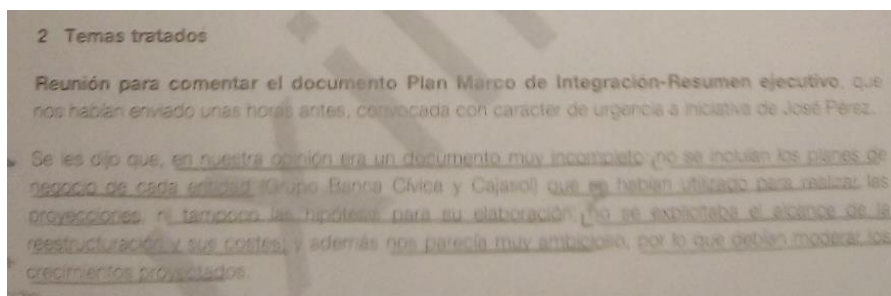 2 Temas tratados
Reunión para comentar el documento Plan Marco de Integración-Resumen ejecutivo, que
nos habían enviado unas horas antes, convocada con carácter de urgencia a iniciativa de José Pérez.
Se les dijo que, en nuestra opinión era un documento muy incompleto: no se incluían los planes de
negocio de cada entidad (Grupo Banca Cívica y Cajasol) que se habían utilizado para realizar las
proyecciones, ni tampoco las hipótesis para su elaboración; no se explicitaba el alcance de la
reestructuración y sus costes; y además nos parecía muy ambicioso, por lo que debían moderar los
crecimientos proyectados.